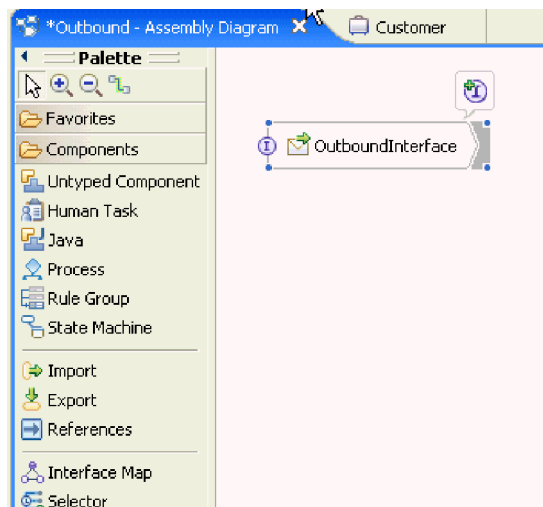 *Outbound - Assembly Diagram
Customer
Palette
Favorites
Components
Untyped Component
Human Task
Java
Process
Rule Group
State Machine
Import
Export
References
Interface Map
Selector
I
I
OutboundInterface